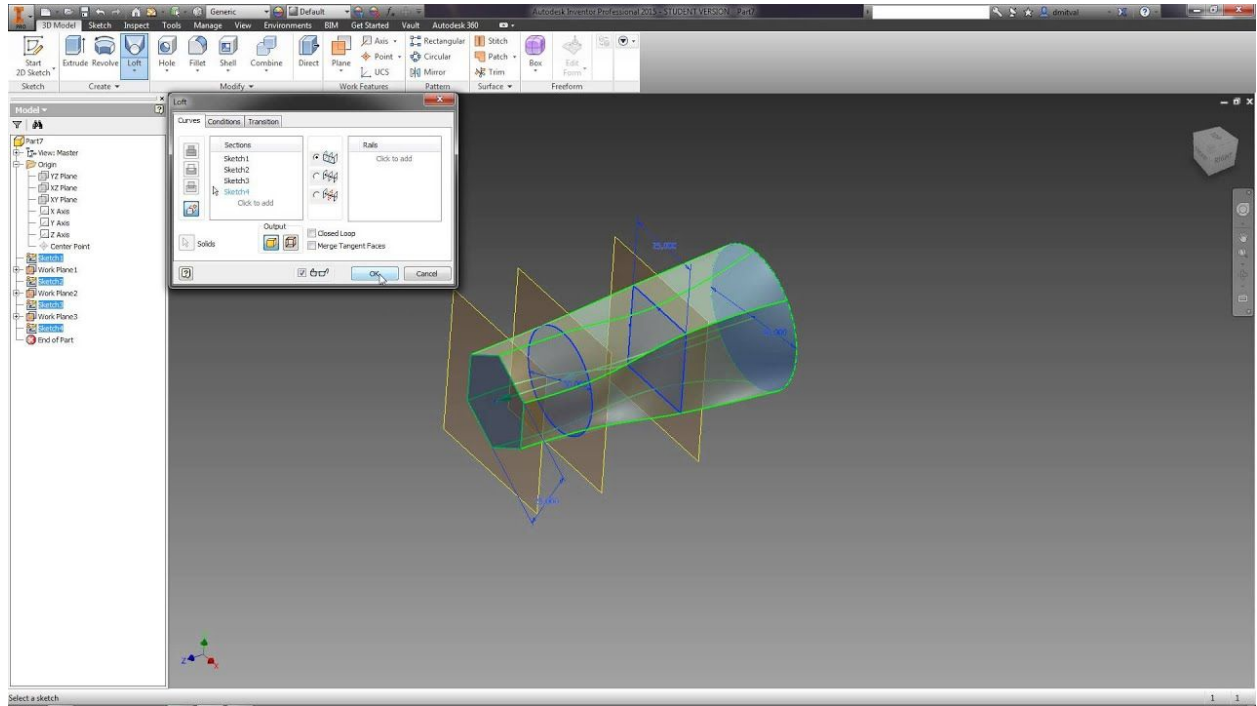 Generic Default Autodesk Inventor Professional 2015 - STUDENT VERSION Part7 dmitval
3D Model Sketch Inspect Tools Manage View Environments BIM Get Started Vault Autodesk 360
Start
2D Sketch
Extrude Revolve Loft Hole Fillet Shell Combine Direct Plane
Axis
Point
UCS
Rectangular
Circular
Mirror
Stitch
Patch
Trim
Box
Edit
Form
Sketch Create Modify Work Features Pattern Surface Freeform
Model
Part7
View: Master
Origin
YZ Plane
XZ Plane
XY Plane
X Axis
Y Axis
Z Axis
Center Point
Sketch1
Work Plane1
Sketch2
Work Plane2
Sketch3
Work Plane3
Sketch4
End of Part
Loft
Curves Conditions Transition
Sections
Sketch1
Sketch2
Sketch3
Sketch4
Click to add
Rails
Click to add
Solids
Output
Closed Loop
Merge Tangent Faces
OK Cancel
25,000
RIGHT
Z X
Select a sketch 1 1